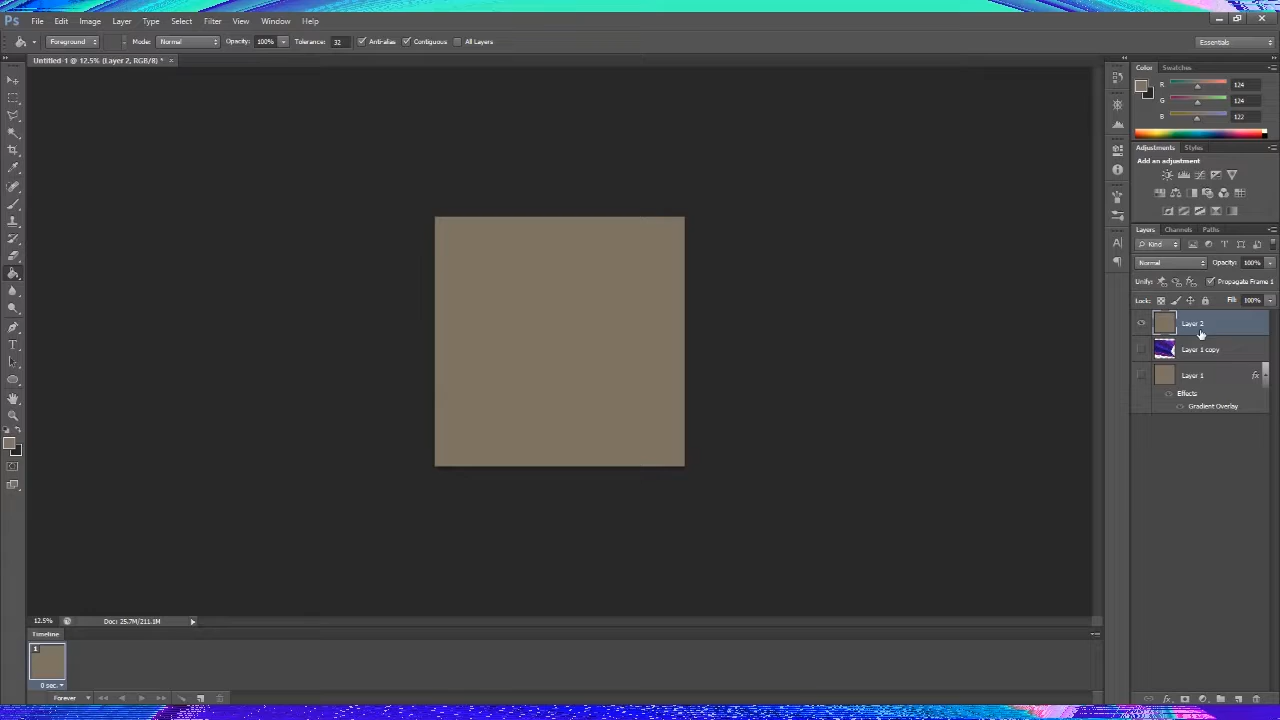 Ps File Edit Image Layer Type Select Filter View Window Help
Foreground Mode: Normal Opacity: 100% Tolerance: 32 Anti-alias Contiguous All Layers Essentials
Untitled-1 @ 12.5% (Layer 2, RGB/8) * ×
Color Swatches
R 124
G 124
B 122
Adjustments Styles
Add an adjustment
Layers Channels Paths
Kind
Normal Opacity: 100%
Unify: Propagate Frame 1
Lock: Fill: 100%
Layer 2
Layer 1 copy
Layer 1 fx
Effects
Gradient Overlay
12.5% Doc: 25.7M/211.1M
Timeline
1
0 sec.
Forever